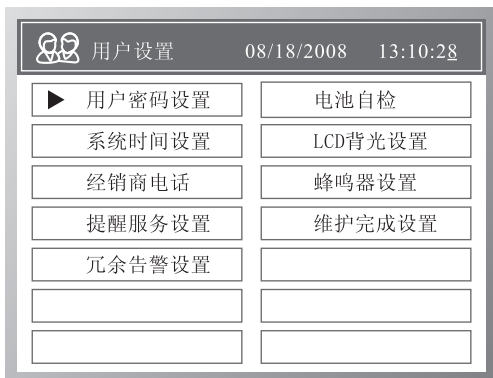 用户设置 08/18/2008 13:10:28
用户密码设置 电池自检
系统时间设置 LCD背光设置
经销商电话 蜂鸣器设置
提醒服务设置 维护完成设置
冗余告警设置